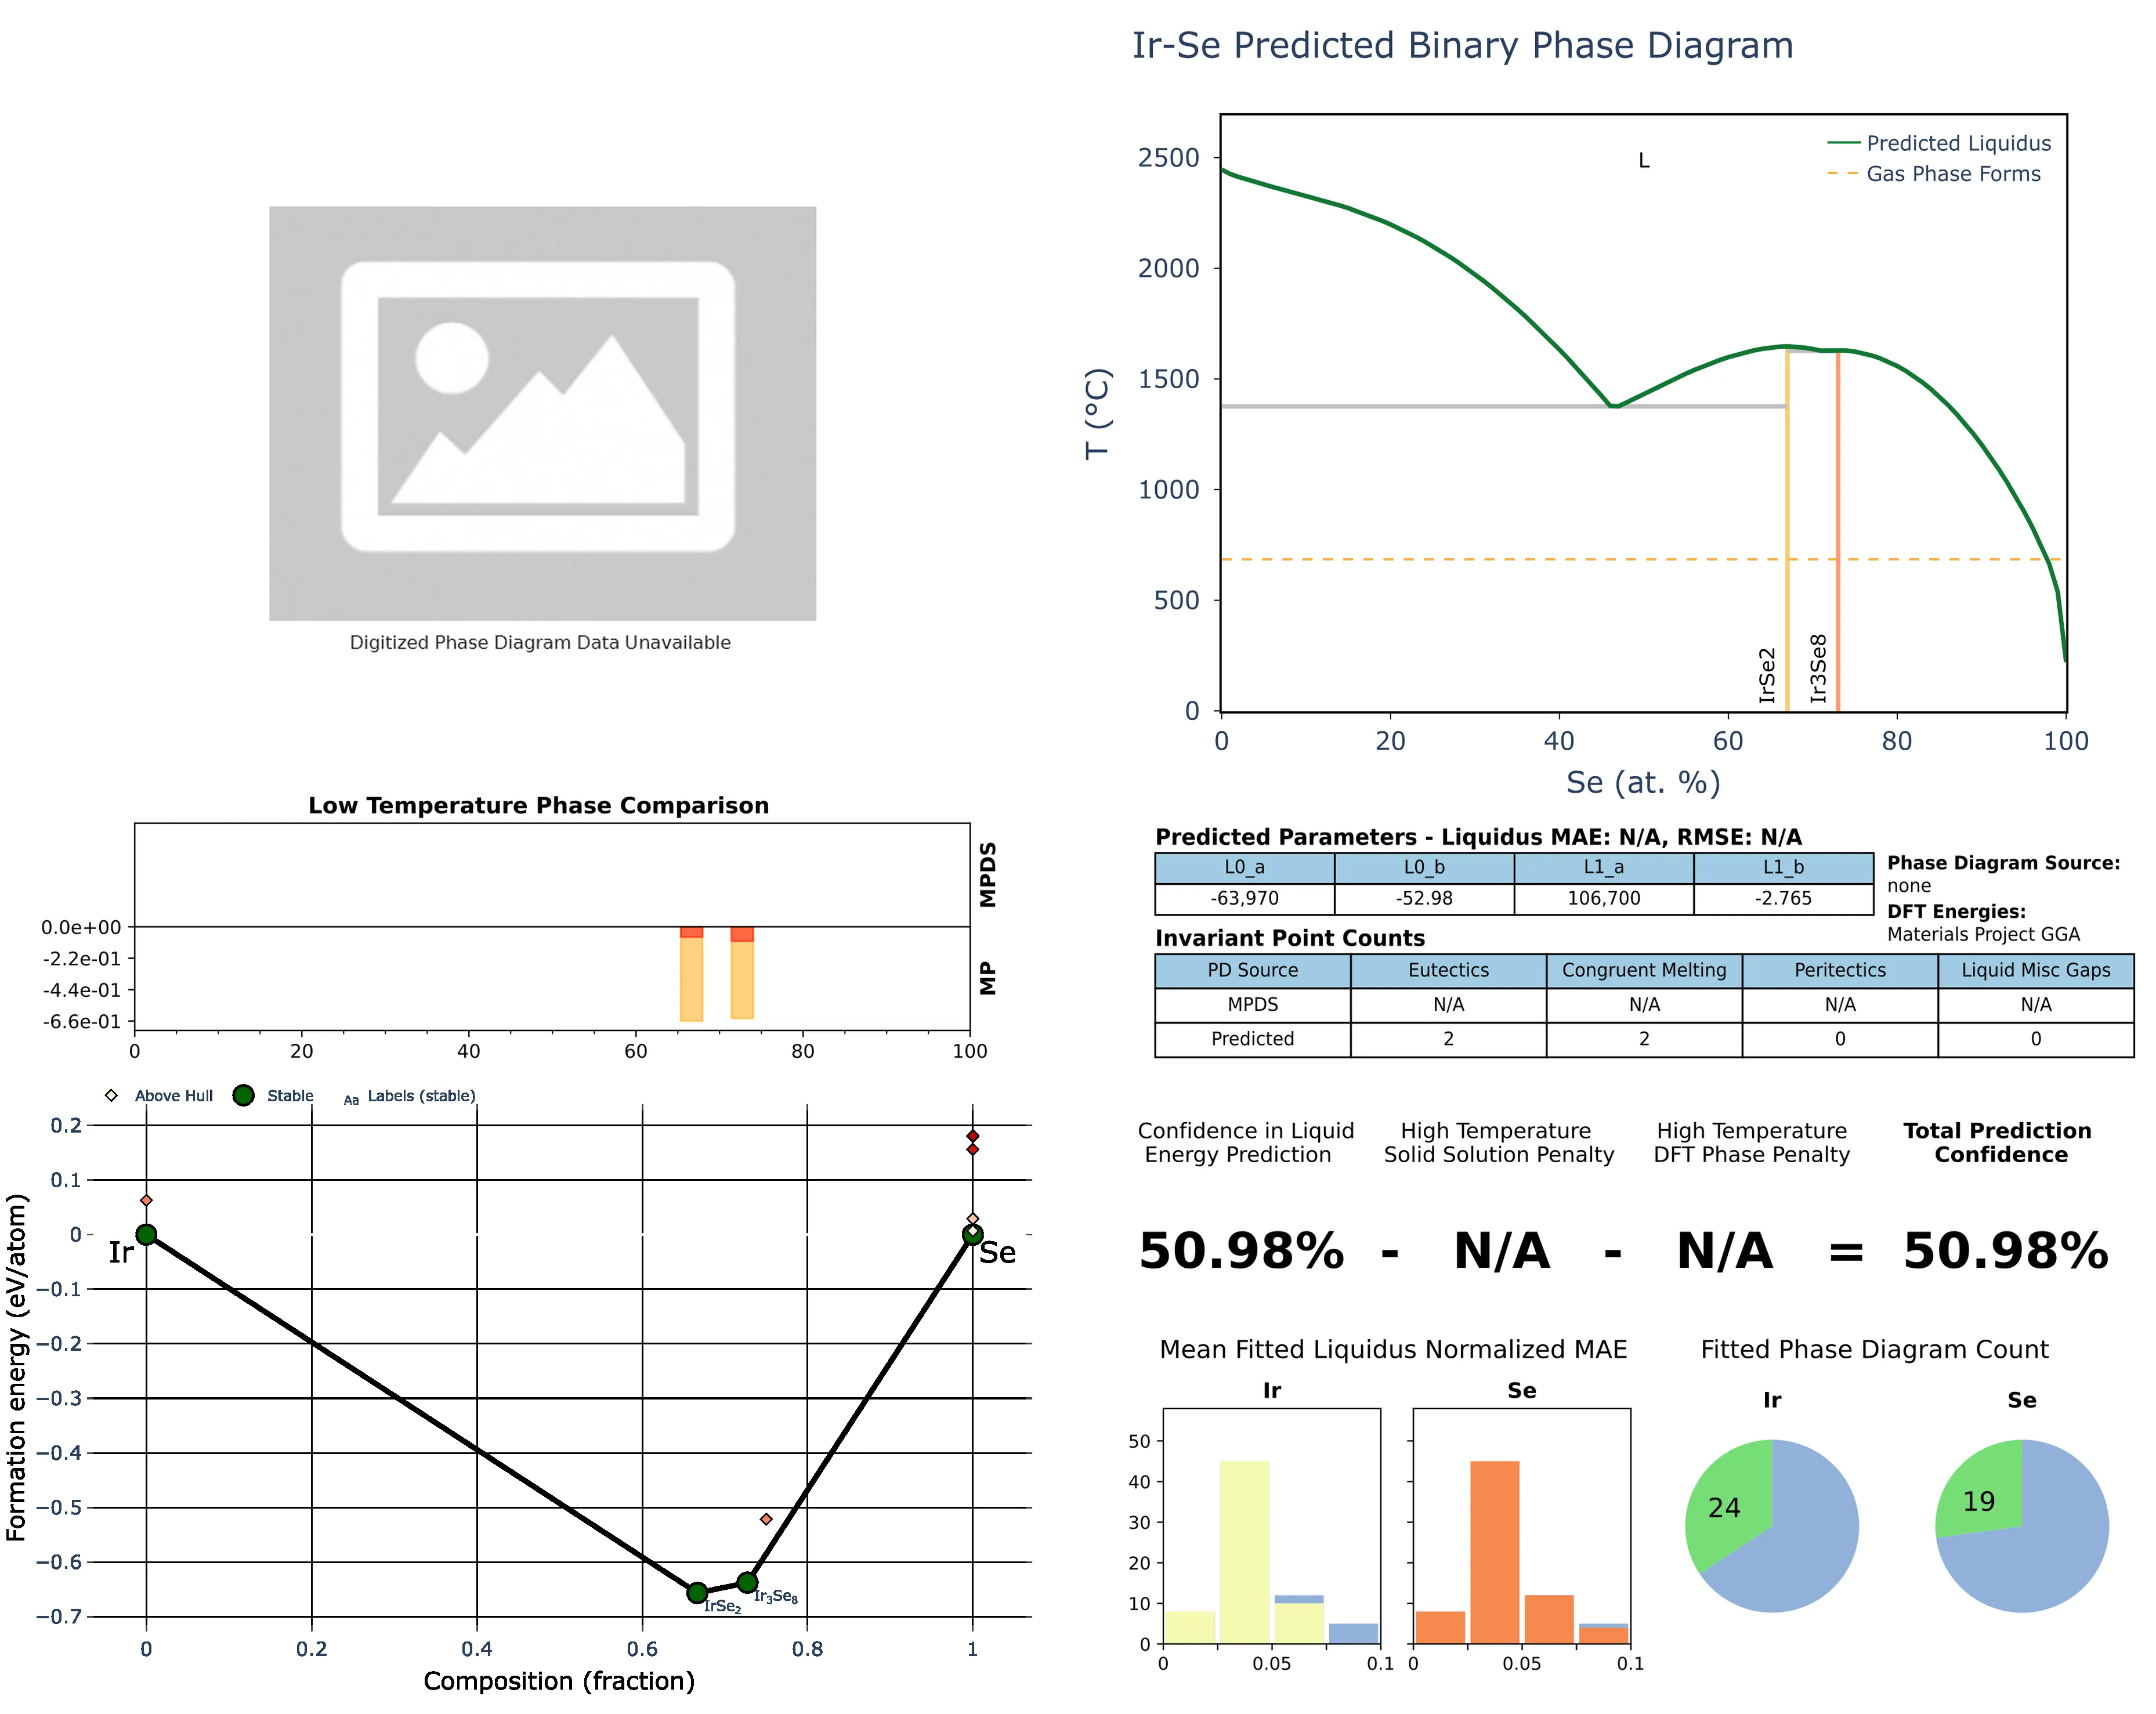 Ir-Se Predicted Binary Phase Diagram
Digitized Phase Diagram Data Unavailable
2500
2000
1500
1000
500
0
T (°C)
L
Predicted Liquidus
Gas Phase Forms
IrSe2
Ir3Se8
0 20 40 60 80 100
Se (at. %)
Low Temperature Phase Comparison
MPDS
MP
0.0e+00
-2.2e-01
-4.4e-01
-6.6e-01
0 20 40 60 80 100
Predicted Parameters - Liquidus MAE: N/A, RMSE: N/A
L0_a L0_b L1_a L1_b
-63,970 -52.98 106,700 -2.765
Phase Diagram Source:
none
DFT Energies:
Materials Project GGA
Invariant Point Counts
PD Source Eutectics Congruent Melting Peritectics Liquid Misc Gaps
MPDS N/A N/A N/A N/A
Predicted 2 2 0 0
Above Hull Stable Aa Labels (stable)
0.2
0.1
0
−0.1
−0.2
−0.3
−0.4
−0.5
−0.6
−0.7
Formation energy (eV/atom)
Ir
Se
IrSe2
Ir3Se8
0 0.2 0.4 0.6 0.8 1
Composition (fraction)
Confidence in Liquid
Energy Prediction
High Temperature
Solid Solution Penalty
High Temperature
DFT Phase Penalty
Total Prediction
Confidence
50.98% - N/A - N/A = 50.98%
Mean Fitted Liquidus Normalized MAE
Ir
Se
50
40
30
20
10
0
0 0.05 0.1
0 0.05 0.1
Fitted Phase Diagram Count
Ir
Se
24
19